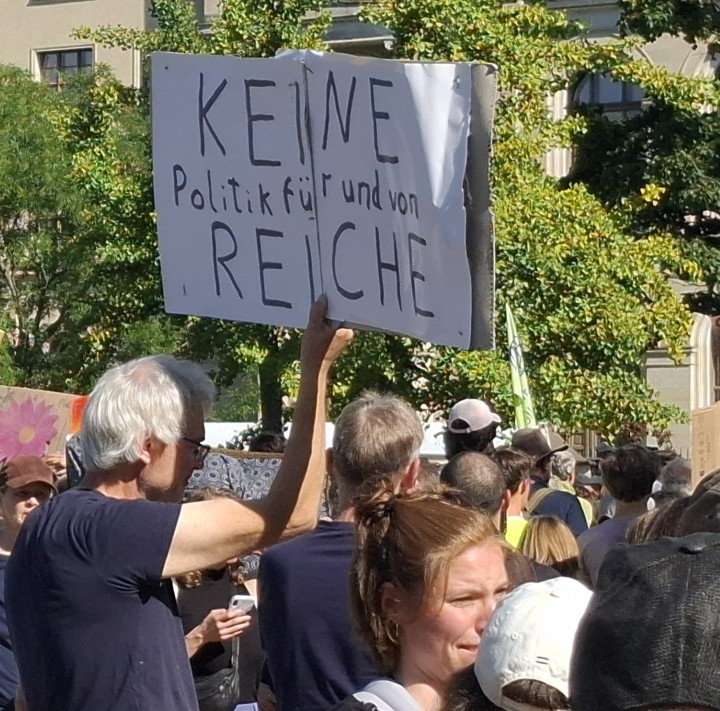 KEINE
Politik für und von
REICHE